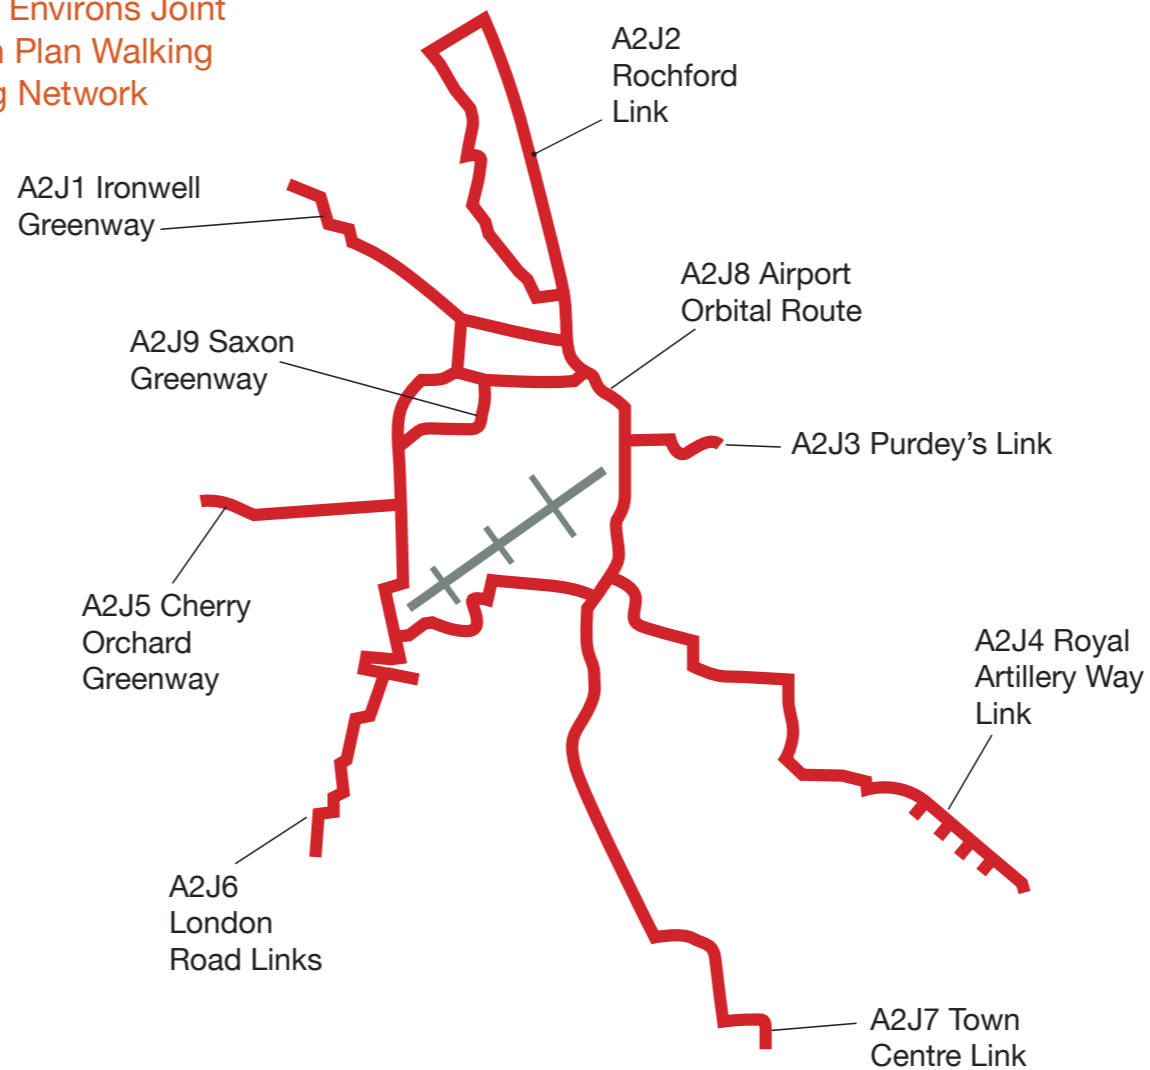 Environs Joint
Plan Walking
Network
A2J2
Rochford
Link
A2J1 Ironwell
Greenway
A2J8 Airport
Orbital Route
A2J9 Saxon
Greenway
A2J3 Purdey’s Link
A2J5 Cherry
Orchard
Greenway
A2J4 Royal
Artillery Way
Link
A2J6
London
Road Links
A2J7 Town
Centre Link